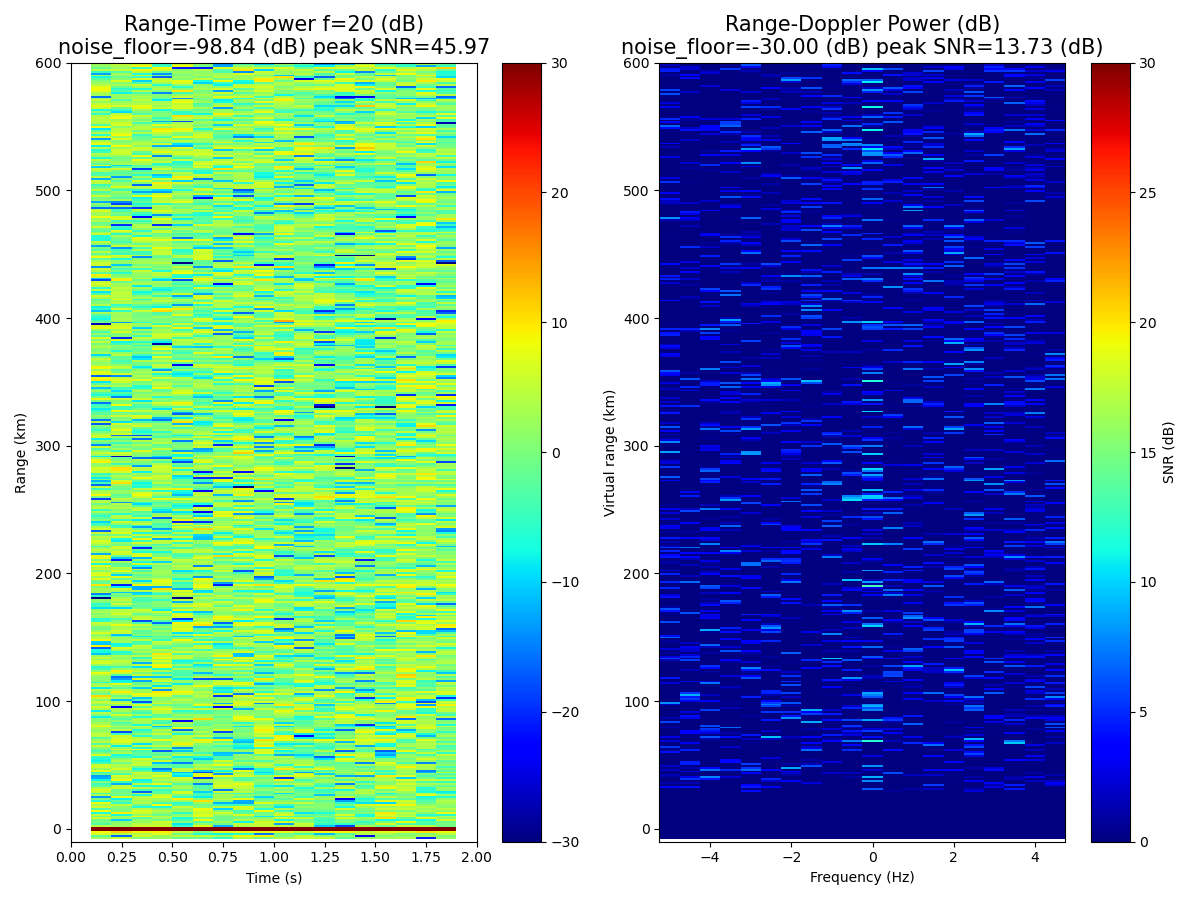 Range-Time Power f=20 (dB)
noise_floor=-98.84 (dB) peak SNR=45.97
Range (km)
600
500
400
300
200
100
0
0.00 0.25 0.50 0.75 1.00 1.25 1.50 1.75 2.00
Time (s)
30
20
10
0
−10
−20
−30
Range-Doppler Power (dB)
noise_floor=-30.00 (dB) peak SNR=13.73 (dB)
Virtual range (km)
600
500
400
300
200
100
0
−4 −2 0 2 4
Frequency (Hz)
30
25
20
15
10
5
0
SNR (dB)